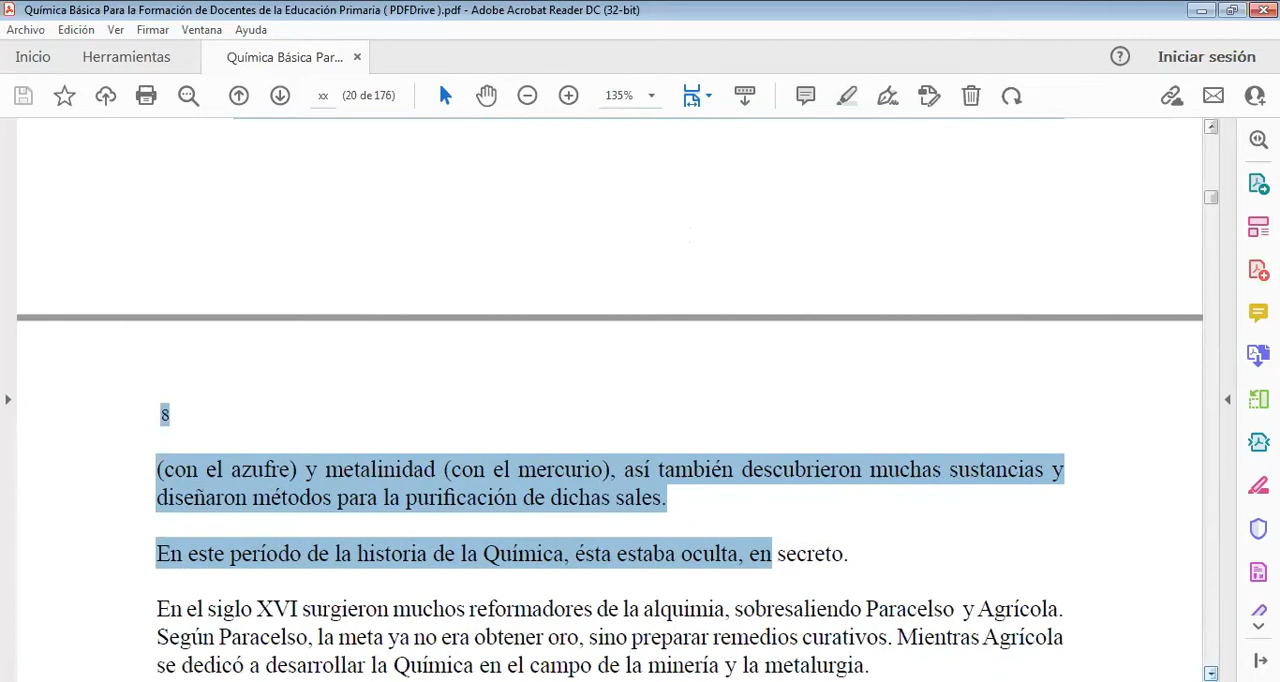 Química Básica Para la Formación de Docentes de la Educación Primaria ( PDFDrive ).pdf - Adobe Acrobat Reader DC (32-bit)
Archivo Edición Ver Firmar Ventana Ayuda
Inicio Herramientas Química Básica Par... × Iniciar sesión
xx (20 de 176) 135%
8
(con el azufre) y metalinidad (con el mercurio), así también descubrieron muchas sustancias y
diseñaron métodos para la purificación de dichas sales.
En este período de la historia de la Química, ésta estaba oculta, en secreto.
En el siglo XVI surgieron muchos reformadores de la alquimia, sobresaliendo Paracelso y Agrícola.
Según Paracelso, la meta ya no era obtener oro, sino preparar remedios curativos. Mientras Agrícola
se dedicó a desarrollar la Química en el campo de la minería y la metalurgia.